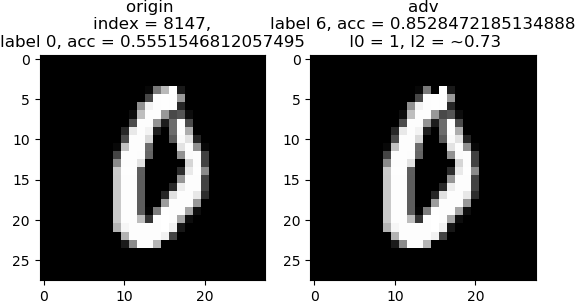 origin
index = 8147,
label 0, acc = 0.5551546812057495
adv
label 6, acc = 0.8528472185134888
l0 = 1, l2 = ~0.73
0
5
10
15
20
25
0 10 20
0
5
10
15
20
25
0 10 20